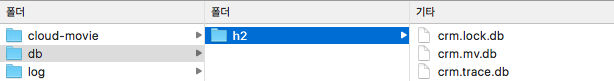 폴더
cloud-movie
db
log
폴더
h2
기타
crm.lock.db
crm.mv.db
crm.trace.db